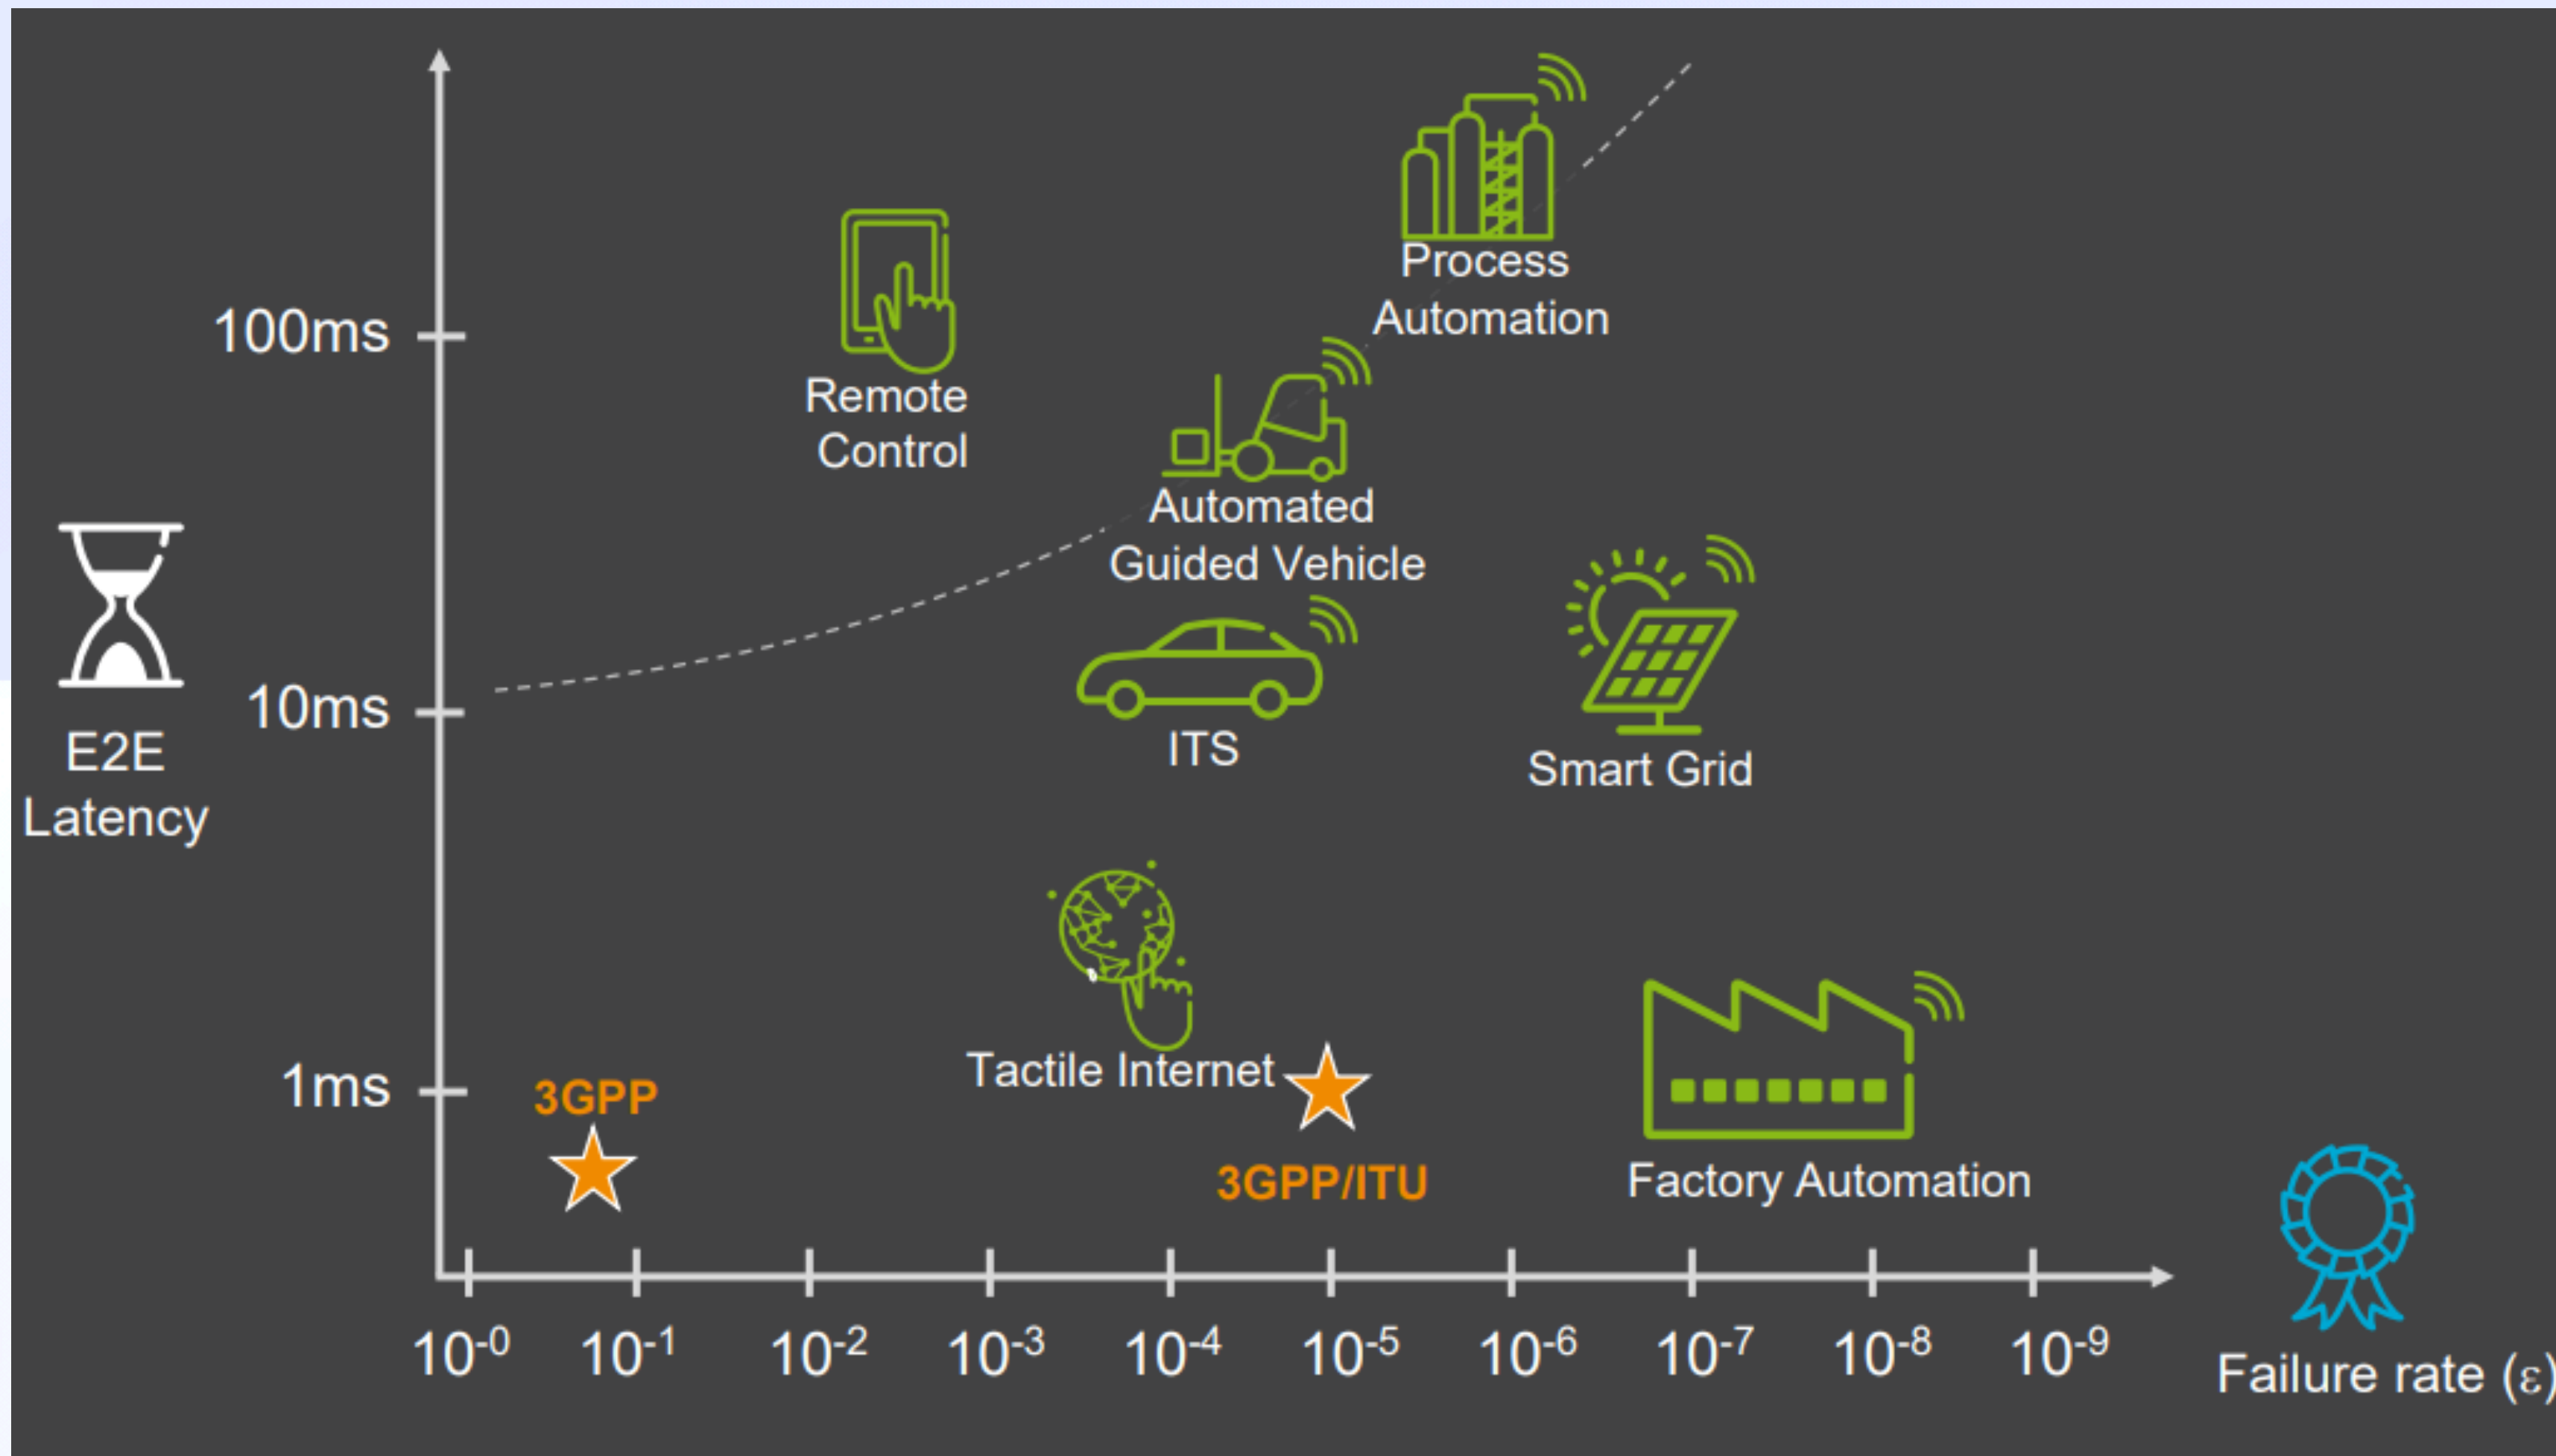 Process
Automation
100ms
Remote
Control
Automated
Guided Vehicle
10ms
E2E
Latency
ITS
Smart Grid
Tactile Internet
1ms
3GPP
3GPP/ITU
Factory Automation
10⁻⁰ 10⁻¹ 10⁻² 10⁻³ 10⁻⁴ 10⁻⁵ 10⁻⁶ 10⁻⁷ 10⁻⁸ 10⁻⁹
Failure rate (ε)